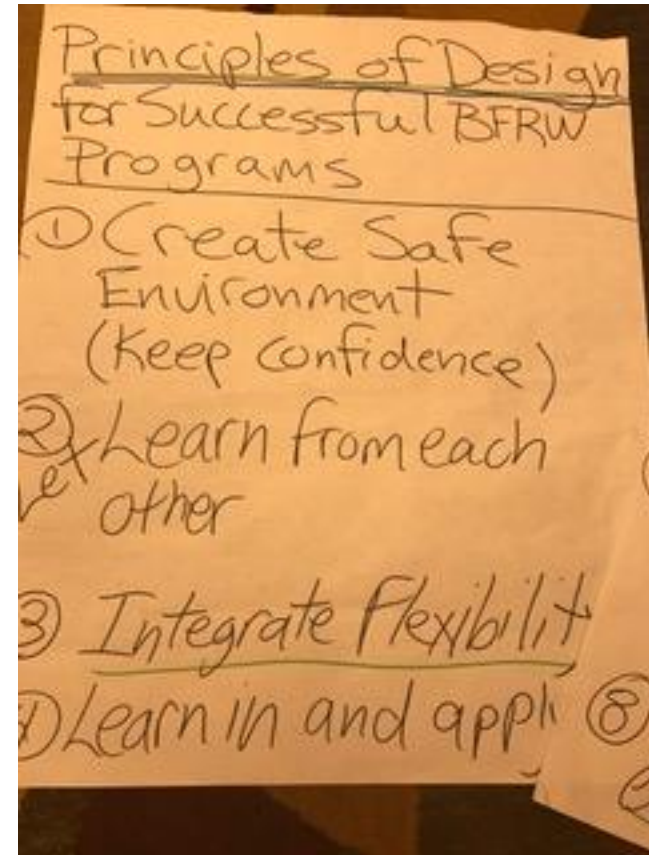 Principles of Design
for Successful BFRW
Programs
① Create Safe
Environment
(Keep confidence)
② Learn from each
other
③ Integrate Flexibilit
④ Learn in and appl
⑧